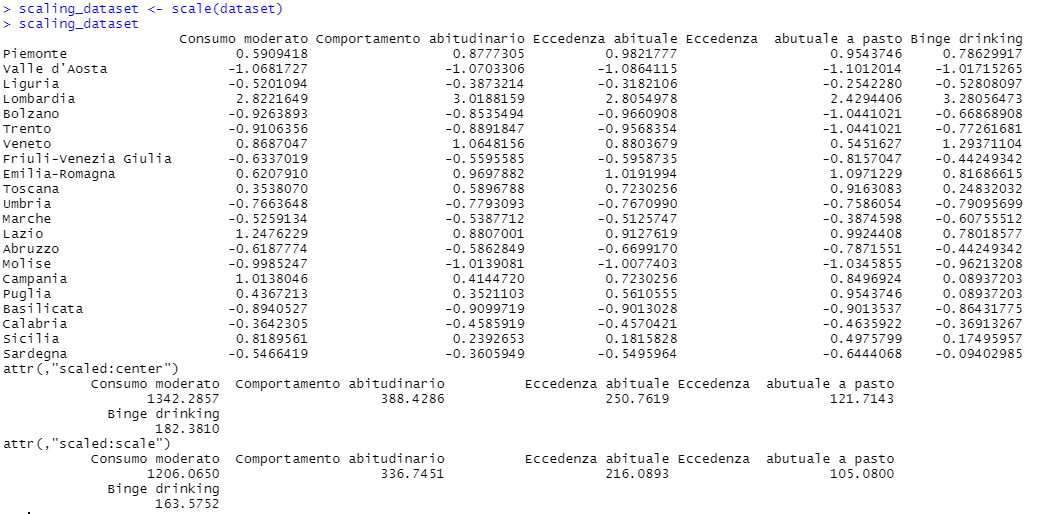 > scaling_dataset <- scale(dataset)
> scaling_dataset
Consumo moderato Comportamento abitudinario Eccedenza abituale Eccedenza  abutuale a pasto Binge drinking
Piemonte 0.5909418 0.8777305 0.9821777 0.9543746 0.78629917
Valle d'Aosta -1.0681727 -1.0703306 -1.0864115 -1.1012014 -1.01715265
Liguria -0.5201094 -0.3873214 -0.3182106 -0.2542280 -0.52808097
Lombardia 2.8221649 3.0188159 2.8054978 2.4294406 3.28056473
Bolzano -0.9263893 -0.8535494 -0.9660908 -1.0441021 -0.66868908
Trento -0.9106356 -0.8891847 -0.9568354 -1.0441021 -0.77261681
Veneto 0.8687047 1.0648156 0.8803679 0.5451627 1.29371104
Friuli-Venezia Giulia -0.6337019 -0.5595585 -0.5958735 -0.8157047 -0.44249342
Emilia-Romagna 0.6207910 0.9697882 1.0191994 1.0971229 0.81686615
Toscana 0.3538070 0.5896788 0.7230256 0.9163083 0.24832032
Umbria -0.7663648 -0.7793093 -0.7670990 -0.7586054 -0.79095699
Marche -0.5259134 -0.5387712 -0.5125747 -0.3874598 -0.60755512
Lazio 1.2476229 0.8807001 0.9127619 0.9924408 0.78018577
Abruzzo -0.6187774 -0.5862849 -0.6699170 -0.7871551 -0.44249342
Molise -0.9985247 -1.0139081 -1.0077403 -1.0345855 -0.96213208
Campania 1.0138046 0.4144720 0.7230256 0.8496924 0.08937203
Puglia 0.4367213 0.3521103 0.5610555 0.9543746 0.08937203
Basilicata -0.8940527 -0.9099719 -0.9013028 -0.9013537 -0.86431775
Calabria -0.3642305 -0.4585919 -0.4570421 -0.4635922 -0.36913267
Sicilia 0.8189561 0.2392653 0.1815828 0.4975799 0.17495957
Sardegna -0.5466419 -0.3605949 -0.5495964 -0.6444068 -0.09402985
attr(,"scaled:center")
Consumo moderato  Comportamento abitudinario Eccedenza abituale Eccedenza  abutuale a pasto
1342.2857 388.4286 250.7619 121.7143
Binge drinking
182.3810
attr(,"scaled:scale")
Consumo moderato  Comportamento abitudinario Eccedenza abituale Eccedenza  abutuale a pasto
1206.0650 336.7451 216.0893 105.0800
Binge drinking
163.5752